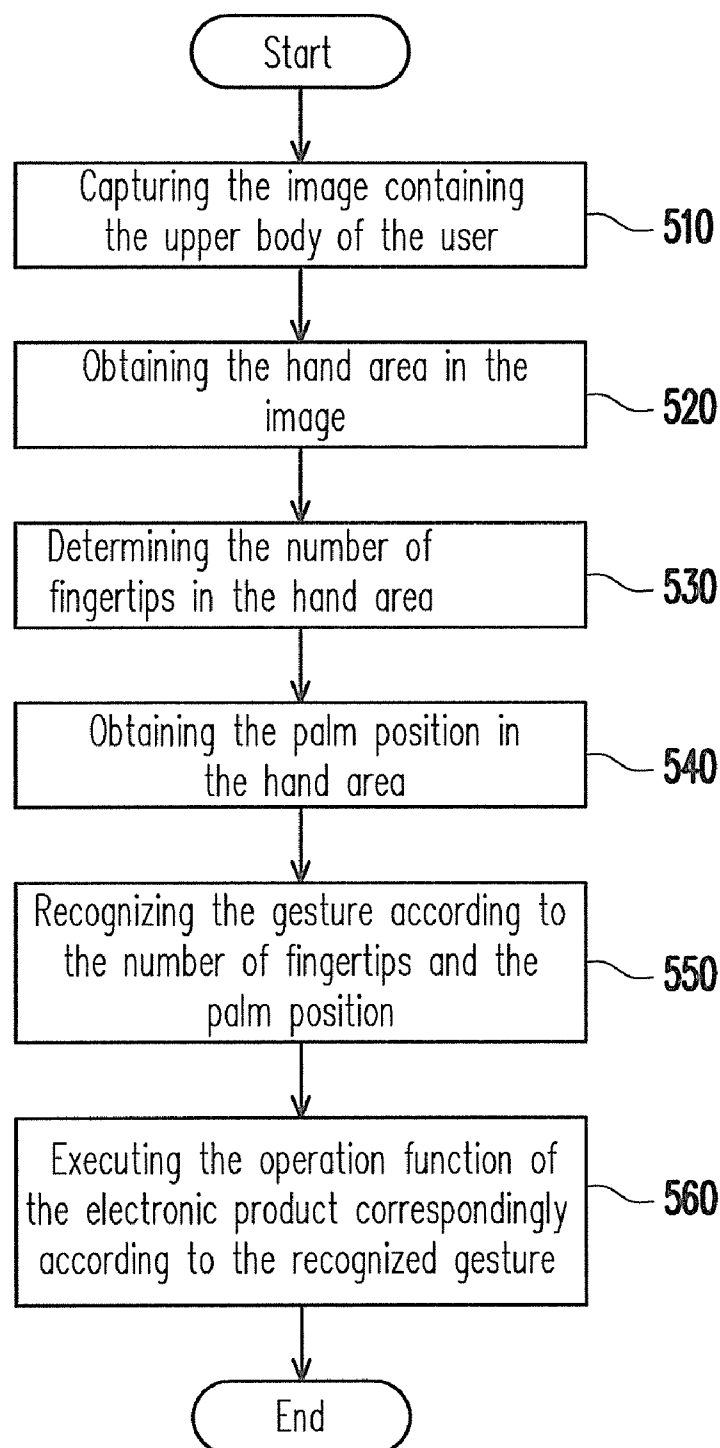 Start
Capturing the image containing
the upper body of the user
510
Obtaining the hand area in the
image
520
Determining the number of
fingertips in the hand area
530
Obtaining the palm position in
the hand area
540
Recognizing the gesture according to
the number of fingertips and the
palm position
550
Executing the operation function of
the electronic product correspondingly
according to the recognized gesture
560
End